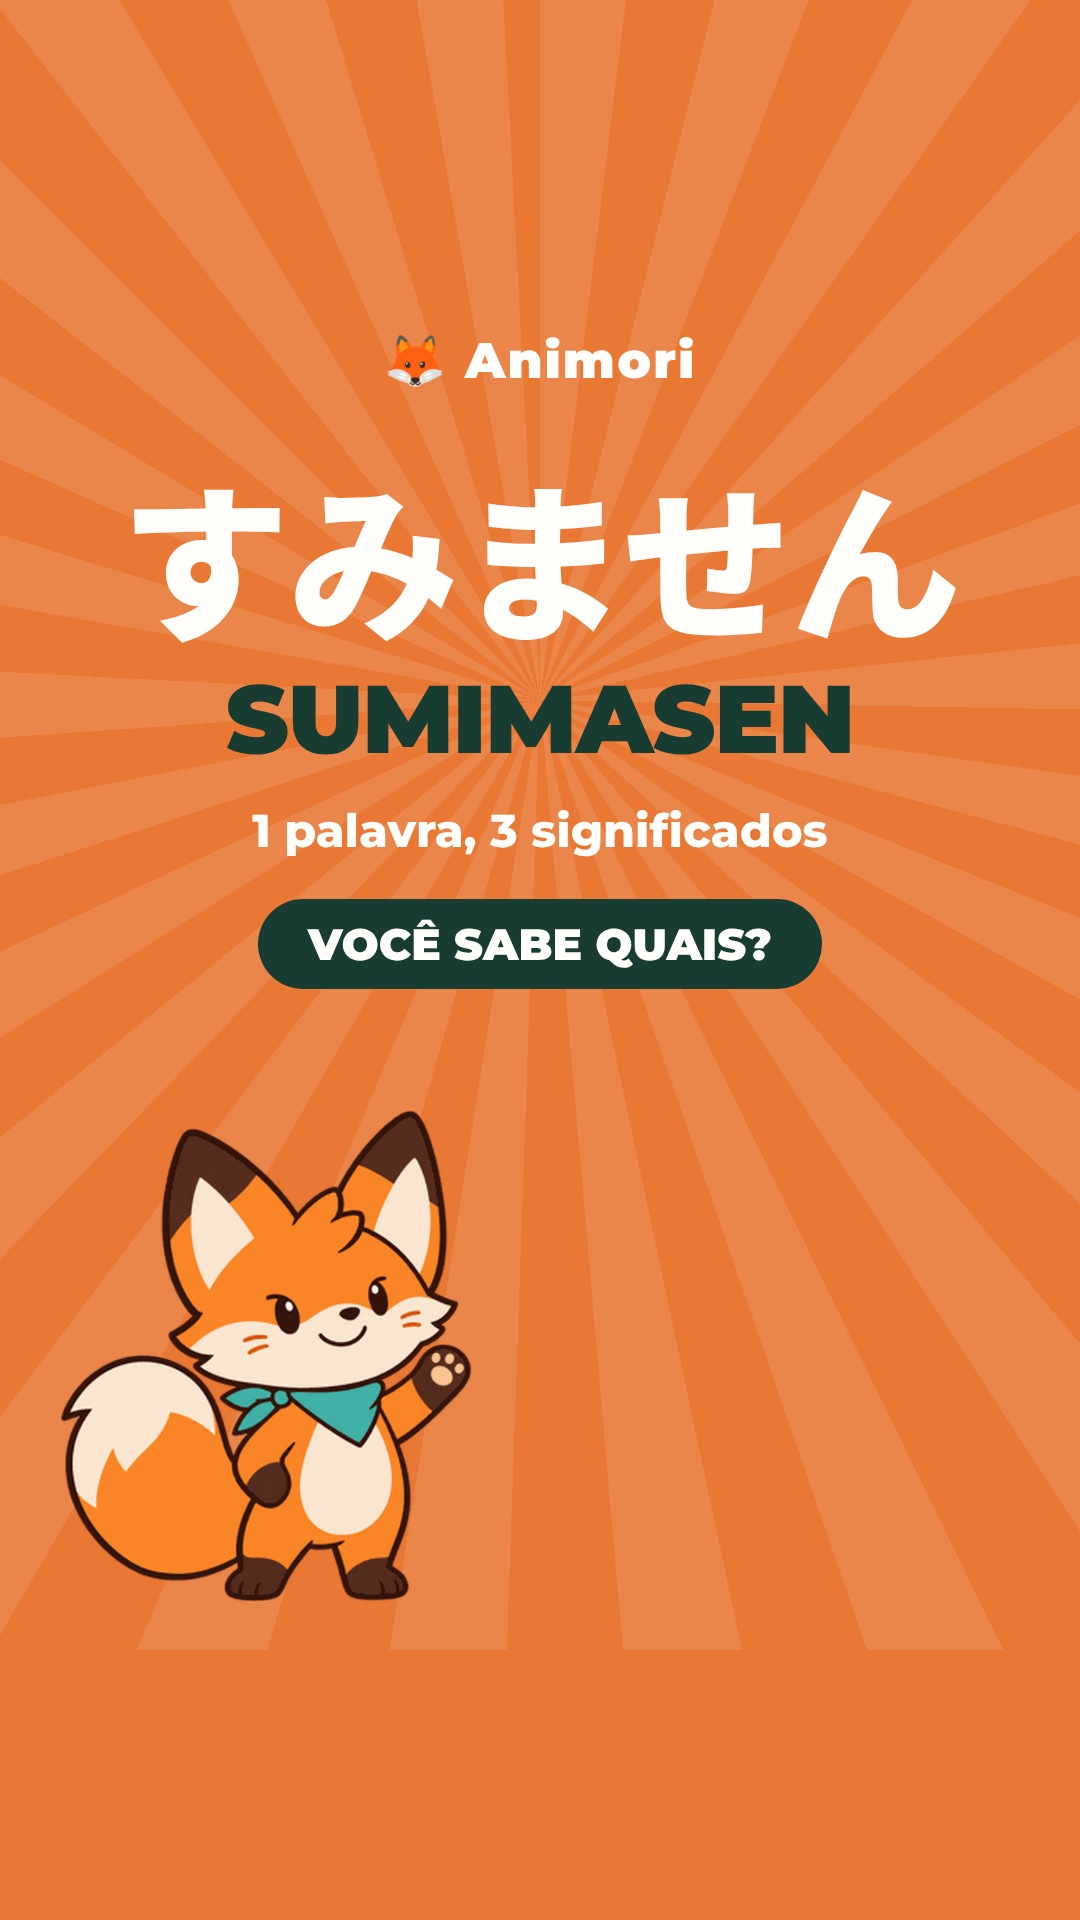 Animori
すみません
SUMIMASEN
1 palavra, 3 significados
VOCÊ SABE QUAIS?